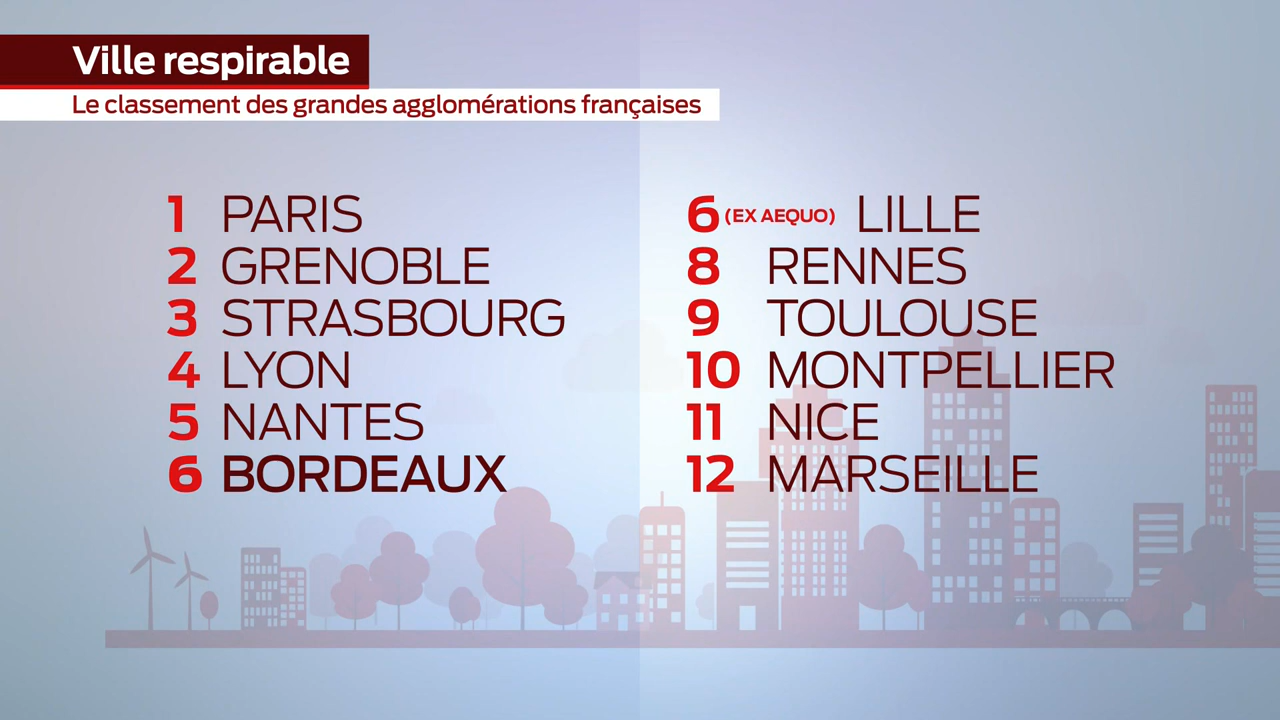 Ville respirable
Le classement des grandes agglomérations françaises
1 PARIS
2 GRENOBLE
3 STRASBOURG
4 LYON
5 NANTES
6 BORDEAUX
6 (EX AEQUO) LILLE
8 RENNES
9 TOULOUSE
10 MONTPELLIER
11 NICE
12 MARSEILLE